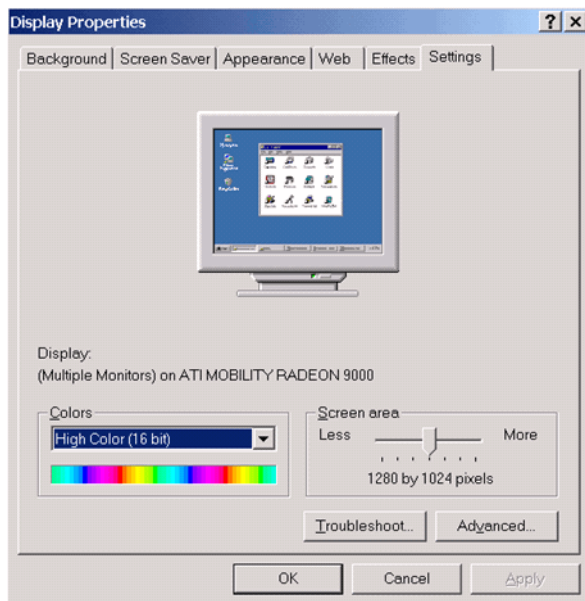 Display Properties
Background Screen Saver Appearance Web Effects Settings
Display:
(Multiple Monitors) on ATI MOBILITY RADEON 9000
Colors
High Color (16 bit)
Screen area
Less More
1280 by 1024 pixels
Troubleshoot... Advanced...
OK Cancel Apply